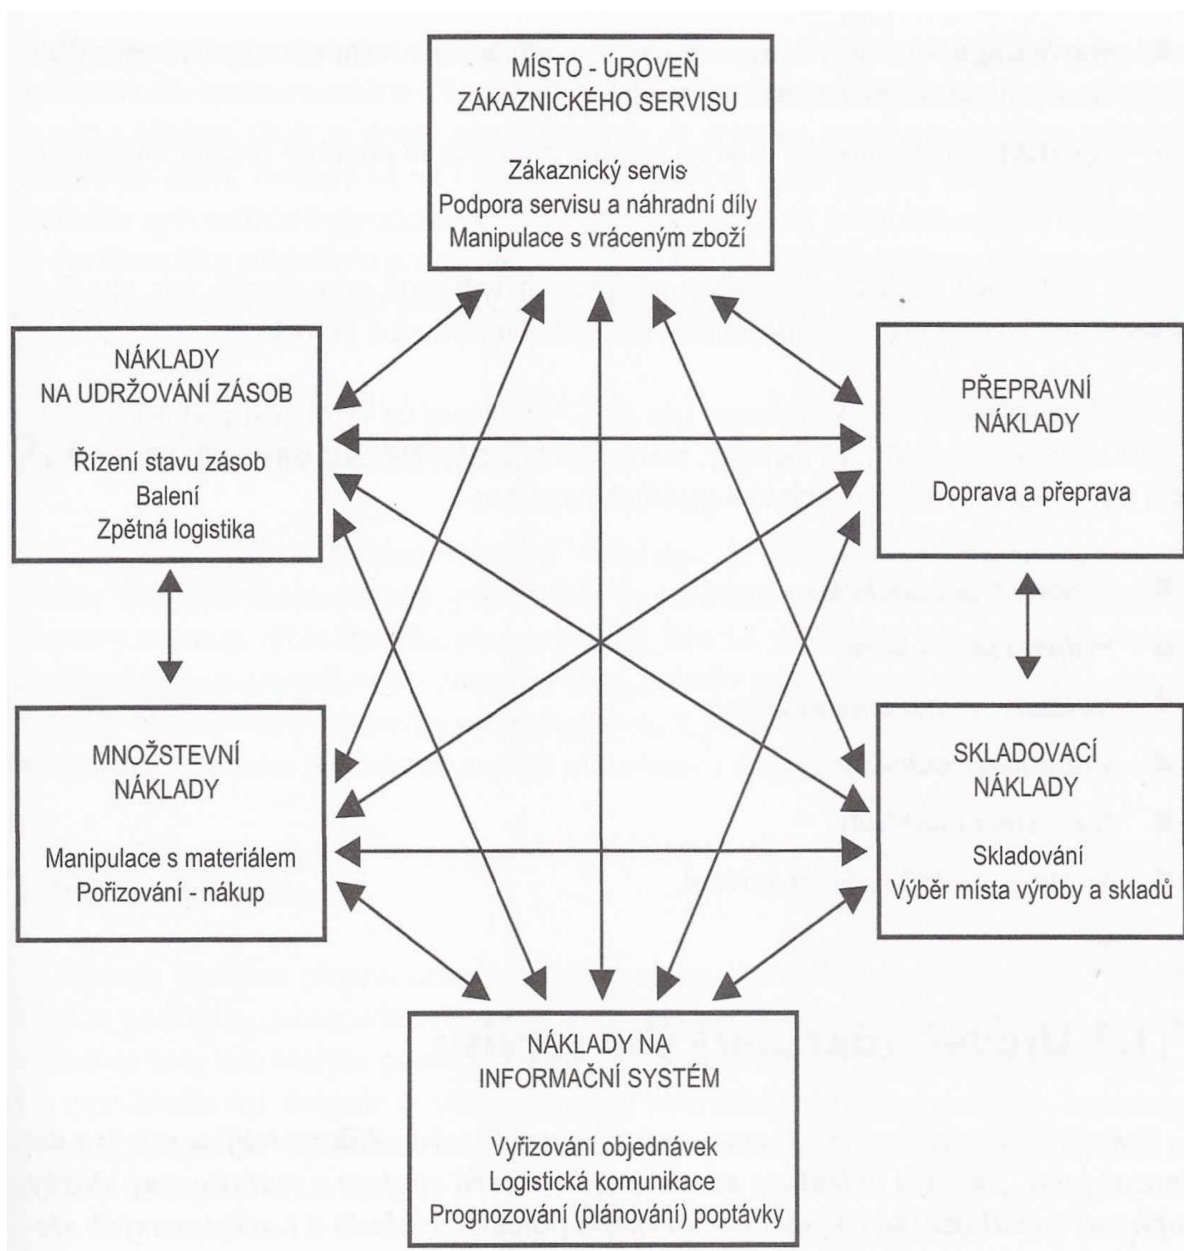 MÍSTO - ÚROVEŇ
ZÁKAZNICKÉHO SERVISU
Zákaznický servis
Podpora servisu a náhradní díly
Manipulace s vráceným zboží
NÁKLADY
NA UDRŽOVÁNÍ ZÁSOB
Řízení stavu zásob
Balení
Zpětná logistika
PŘEPRAVNÍ
NÁKLADY
Doprava a přeprava
MNOŽSTEVNÍ
NÁKLADY
Manipulace s materiálem
Pořizování - nákup
SKLADOVACÍ
NÁKLADY
Skladování
Výběr místa výroby a skladů
NÁKLADY NA
INFORMAČNÍ SYSTÉM
Vyřizování objednávek
Logistická komunikace
Prognozování (plánování) poptávky